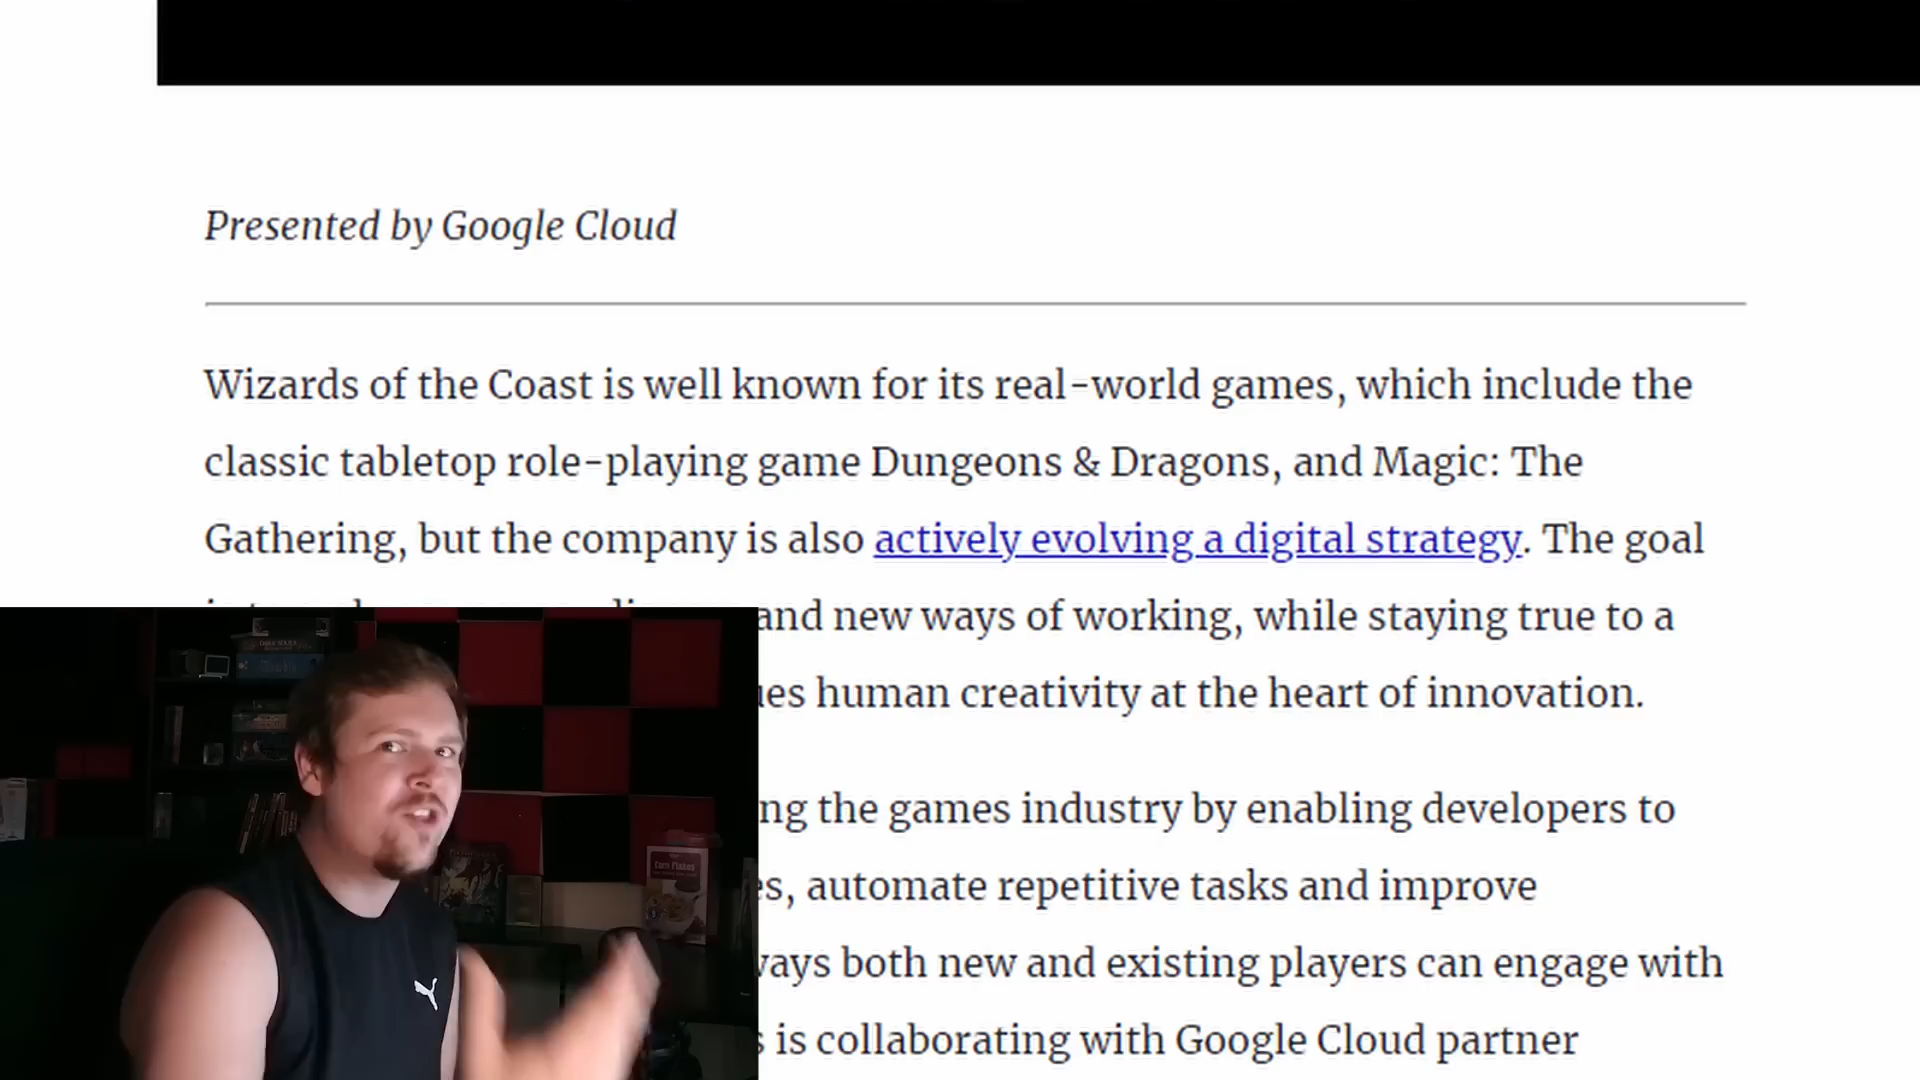 Presented by Google Cloud
Wizards of the Coast is well known for its real-world games, which include the
classic tabletop role-playing game Dungeons & Dragons, and Magic: The
Gathering, but the company is also actively evolving a digital strategy. The goal
and new ways of working, while staying true to a
human creativity at the heart of innovation.
the games industry by enabling developers to
automate repetitive tasks and improve
both new and existing players can engage with
is collaborating with Google Cloud partner
Corn Flakes